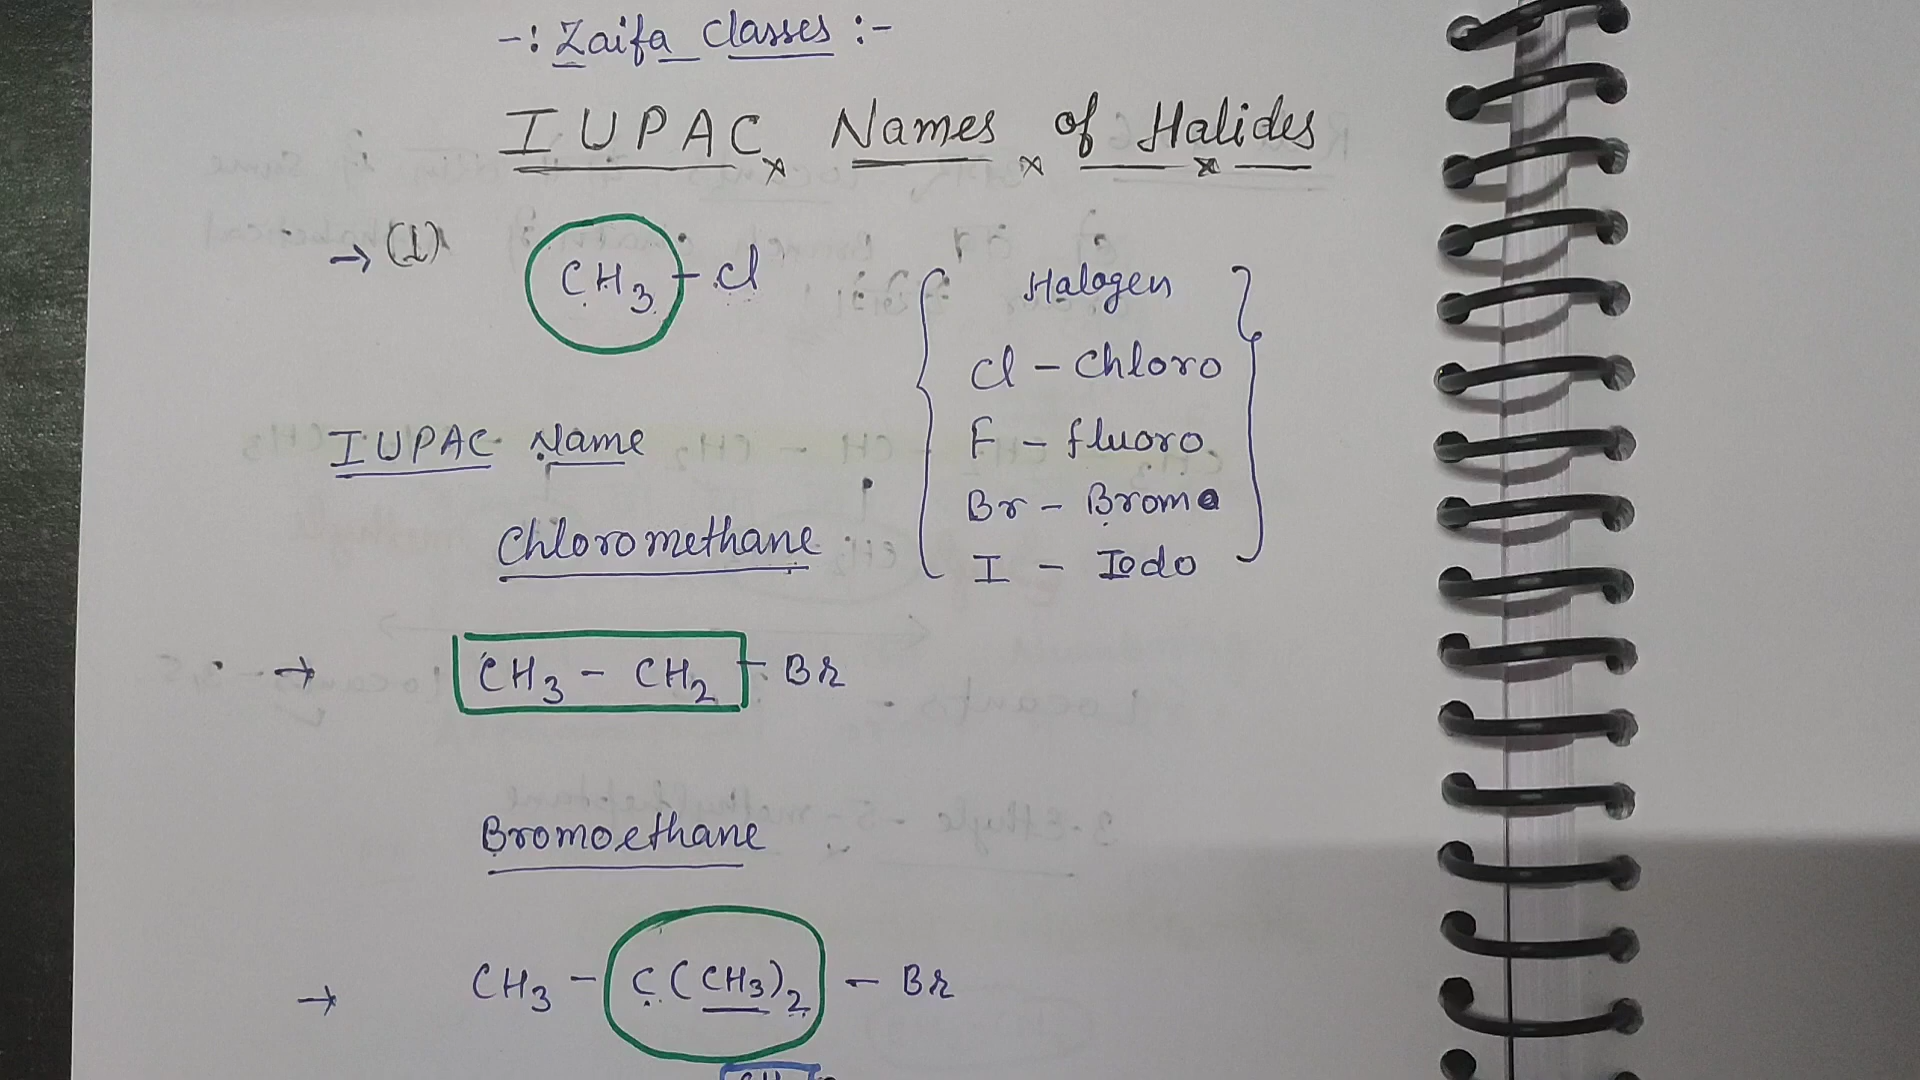 -: Zaifa Classes :-
IUPAC Names of Halides
→ (1) CH3 - Cl
Halogen
Cl - Chloro
F - fluoro
Br - Bromo
I - Iodo
IUPAC Name
Chloromethane
→ CH3 - CH2 - Br
Bromoethane
→ CH3 - C(CH3)2 - Br